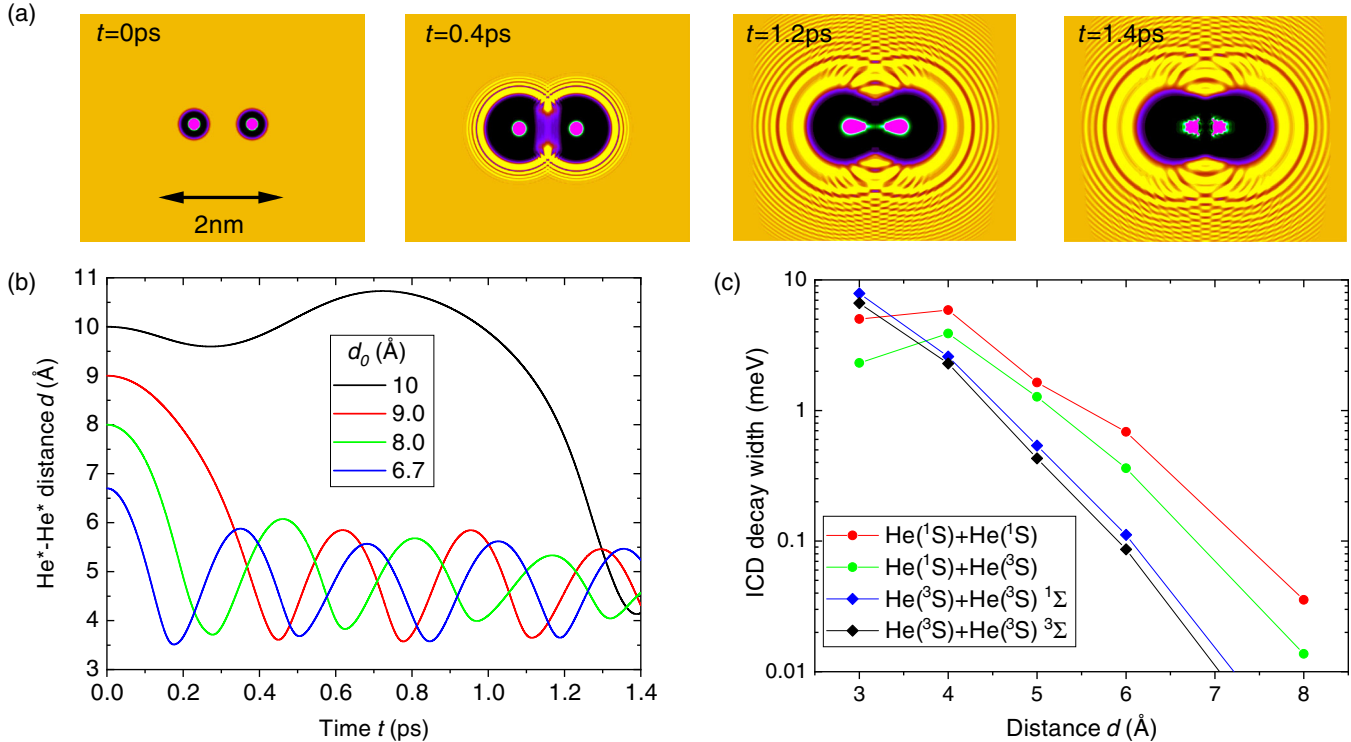 (a)
t=0ps
2nm
t=0.4ps
t=1.2ps
t=1.4ps
(b)
He*-He* distance d (Å)
11
10
9
8
7
6
5
4
3
d₀ (Å)
10
9.0
8.0
6.7
0.0 0.2 0.4 0.6 0.8 1.0 1.2 1.4
Time t (ps)
(c)
ICD decay width (meV)
10
1
0.1
0.01
He(¹S)+He(¹S)
He(¹S)+He(³S)
He(³S)+He(³S) ¹Σ
He(³S)+He(³S) ³Σ
3 4 5 6 7 8
Distance d (Å)